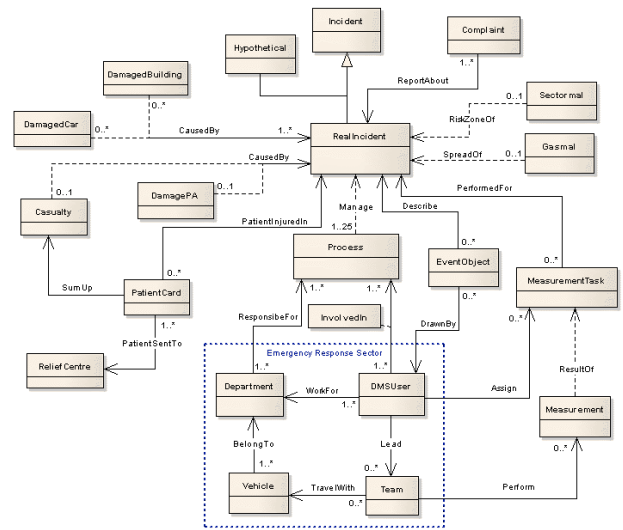 Incident
Hypothetical
Complaint
1..*
ReportAbout
DamagedBuilding
0..*
Sectormal
0..1
RiskZoneOf
DamagedCar
0..*
CausedBy
1..*
RealIncident
SpreadOf
0..1
Gasmal
CausedBy
0..1
Casualty
DamagePA
0..1
PerformedFor
Manage
Describe
PatientInjuredIn
1..25
Process
0..*
EventObject
0..*
MeasurementTask
0..*
SumUp
PatientCard
0..*
1..*
1..*
1..*
0..*
ResponsibeFor
InvolvedIn
DrawnBy
PatientSentTo
ReliefCentre
Emergency Response Sector
1..*
1..*
Department
WorkFor
1..*
DMSUser
Assign
ResultOf
Measurement
BelongTo
Lead
0..*
1..*
Vehicle
TravelWith
0..*
0..*
Team
Perform